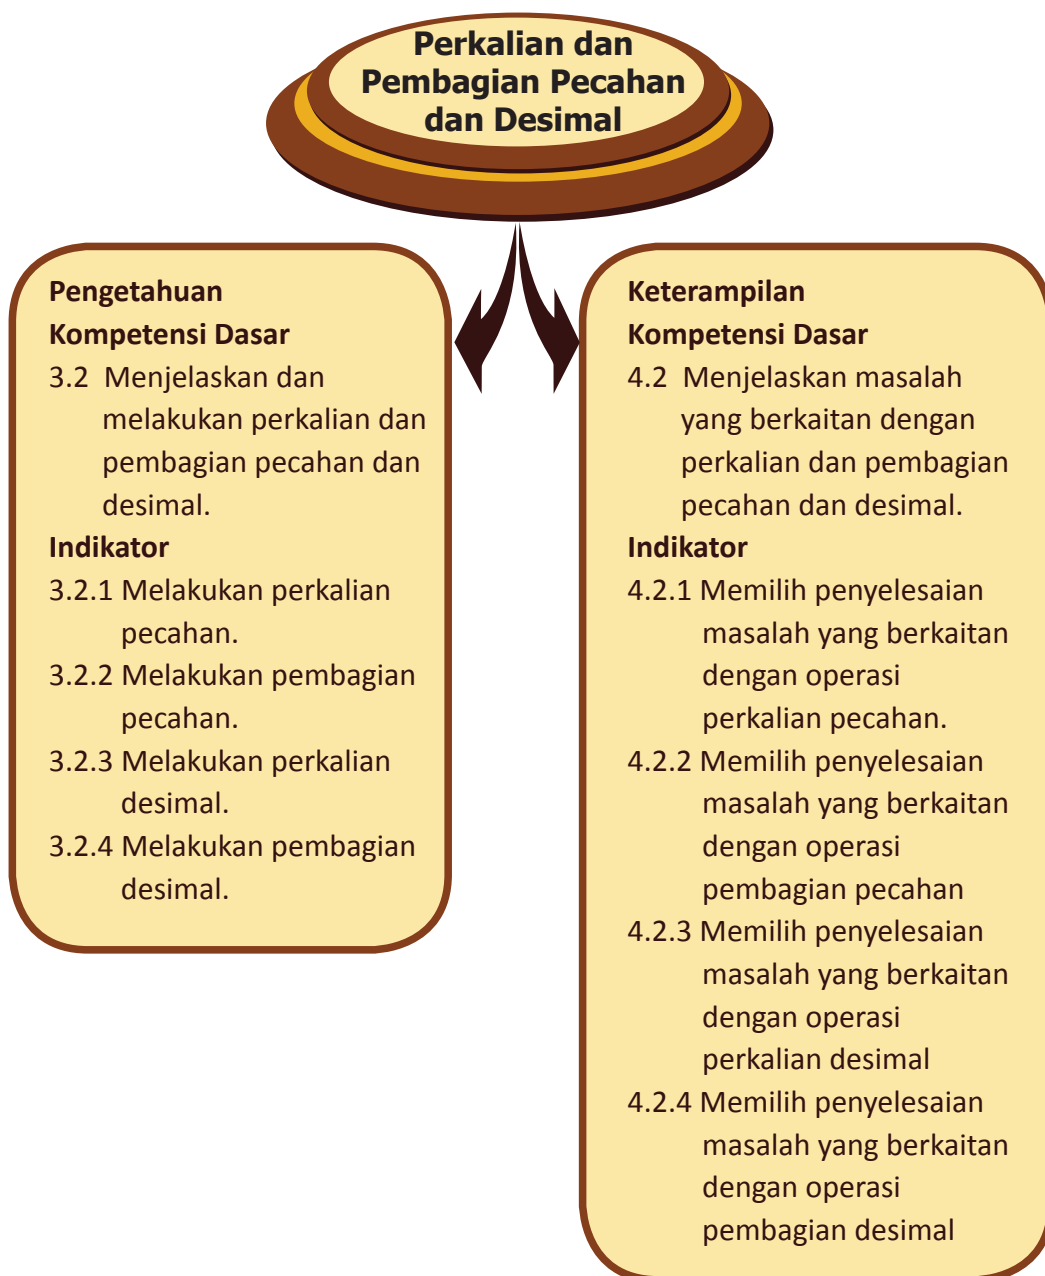 Perkalian dan
Pembagian Pecahan
dan Desimal
Pengetahuan
Kompetensi Dasar
3.2 Menjelaskan dan
melakukan perkalian dan
pembagian pecahan dan
desimal.
Indikator
3.2.1 Melakukan perkalian
pecahan.
3.2.2 Melakukan pembagian
pecahan.
3.2.3 Melakukan perkalian
desimal.
3.2.4 Melakukan pembagian
desimal.
Keterampilan
Kompetensi Dasar
4.2 Menjelaskan masalah
yang berkaitan dengan
perkalian dan pembagian
pecahan dan desimal.
Indikator
4.2.1 Memilih penyelesaian
masalah yang berkaitan
dengan operasi
perkalian pecahan.
4.2.2 Memilih penyelesaian
masalah yang berkaitan
dengan operasi
pembagian pecahan
4.2.3 Memilih penyelesaian
masalah yang berkaitan
dengan operasi
perkalian desimal
4.2.4 Memilih penyelesaian
masalah yang berkaitan
dengan operasi
pembagian desimal